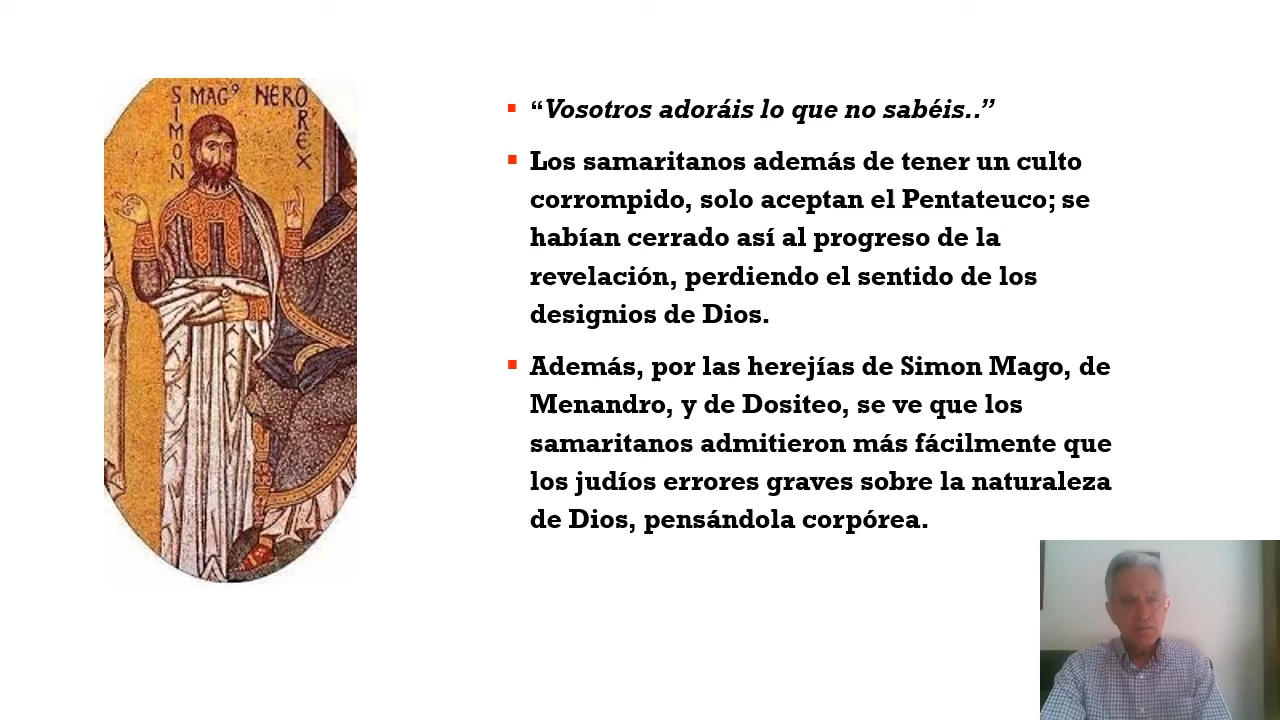 SIMON
MAGº NERO
REX
“Vosotros adoráis lo que no sabéis..”
Los samaritanos además de tener un culto
corrompido, solo aceptan el Pentateuco; se
habían cerrado así al progreso de la
revelación, perdiendo el sentido de los
designios de Dios.
Además, por las herejías de Simon Mago, de
Menandro, y de Dositeo, se ve que los
samaritanos admitieron más fácilmente que
los judíos errores graves sobre la naturaleza
de Dios, pensándola corpórea.